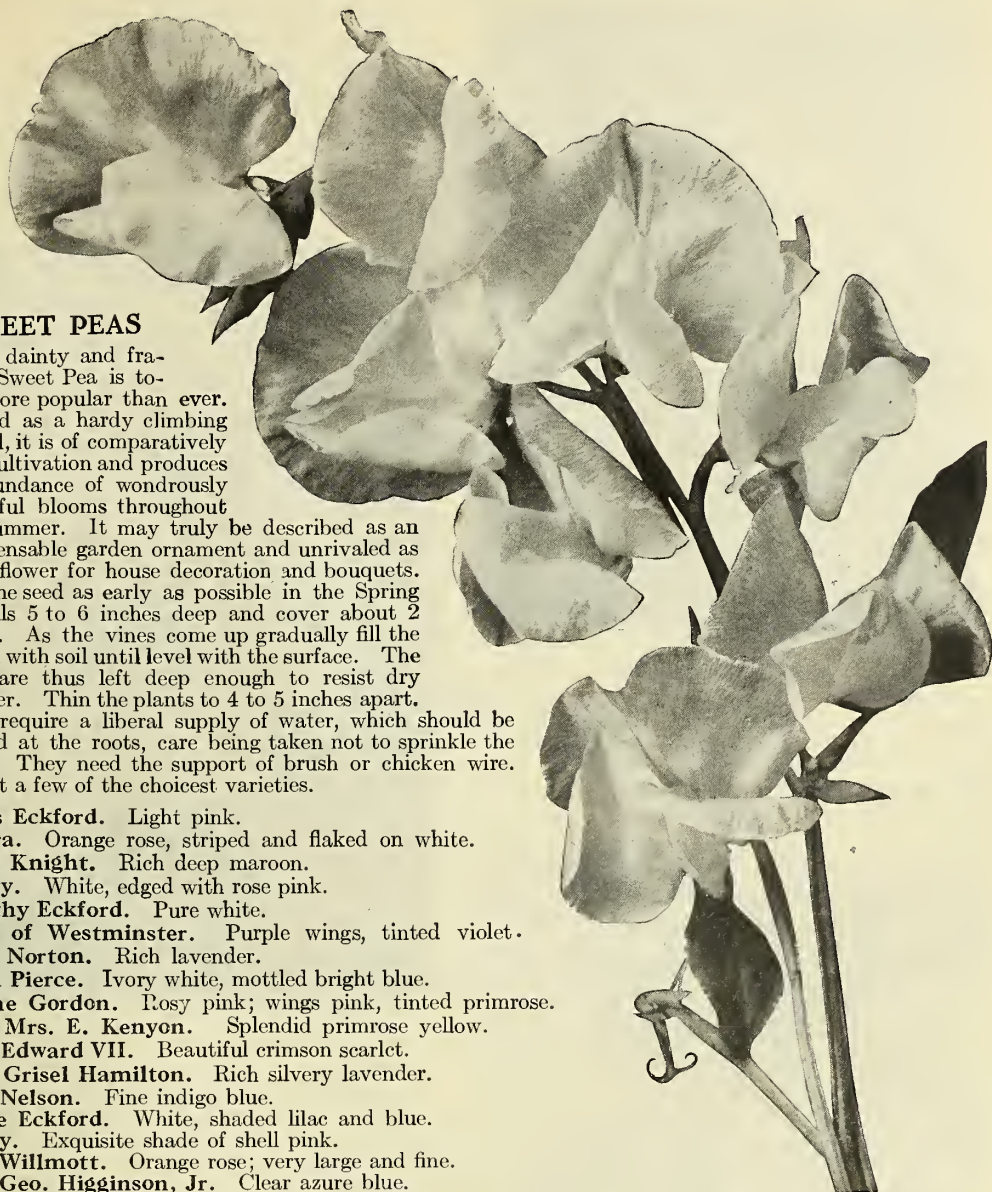 EET PEAS
dainty and fra-
Sweet Pea is to-
ore popular than ever.
d as a hardy climbing
l, it is of comparatively
ultivation and produces
undance of wondrously
ful blooms throughout
ummer. It may truly be described as an
ensable garden ornament and unrivaled as
flower for house decoration and bouquets.
he seed as early as possible in the Spring
ls 5 to 6 inches deep and cover about 2
. As the vines come up gradually fill the
with soil until level with the surface. The
are thus left deep enough to resist dry
er. Thin the plants to 4 to 5 inches apart.
require a liberal supply of water, which should be
d at the roots, care being taken not to sprinkle the
They need the support of brush or chicken wire.
t a few of the choicest varieties.
s Eckford. Light pink.
ra. Orange rose, striped and flaked on white.
Knight. Rich deep maroon.
y. White, edged with rose pink.
hy Eckford. Pure white.
of Westminster. Purple wings, tinted violet.
Norton. Rich lavender.
Pierce. Ivory white, mottled bright blue.
ne Gordon. Rosy pink; wings pink, tinted primrose.
Mrs. E. Kenyon. Splendid primrose yellow.
Edward VII. Beautiful crimson scarlet.
Grisel Hamilton. Rich silvery lavender.
Nelson. Fine indigo blue.
e Eckford. White, shaded lilac and blue.
y. Exquisite shade of shell pink.
Willmott. Orange rose; very large and fine.
Geo. Higginson, Jr. Clear azure blue.